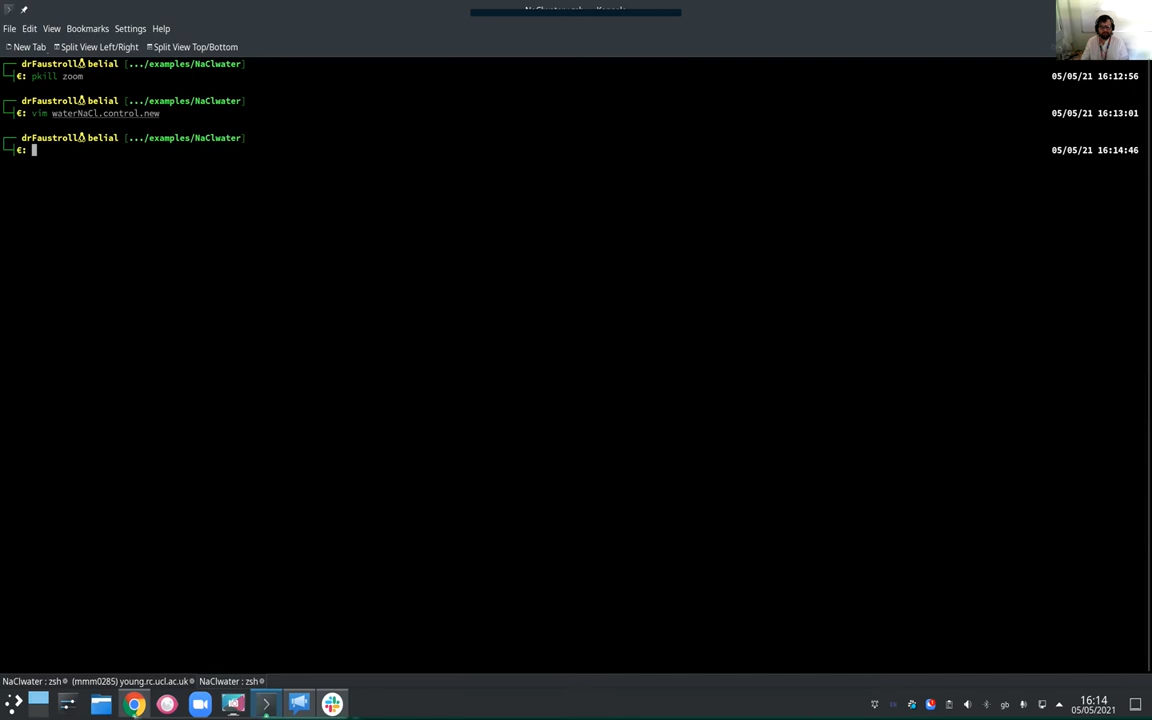 File Edit View Bookmarks Settings Help
New Tab Split View Left/Right Split View Top/Bottom
drFaustroll belial [.../examples/NaClwater]
€: pkill zoom 05/05/21 16:12:56
drFaustroll belial [.../examples/NaClwater]
€: vim waterNaCl.control.new 05/05/21 16:13:01
drFaustroll belial [.../examples/NaClwater]
€: 05/05/21 16:14:46
NaClwater : zsh (mmm0285) young.rc.ucl.ac.uk NaClwater : zsh
gb
16:14
05/05/2021